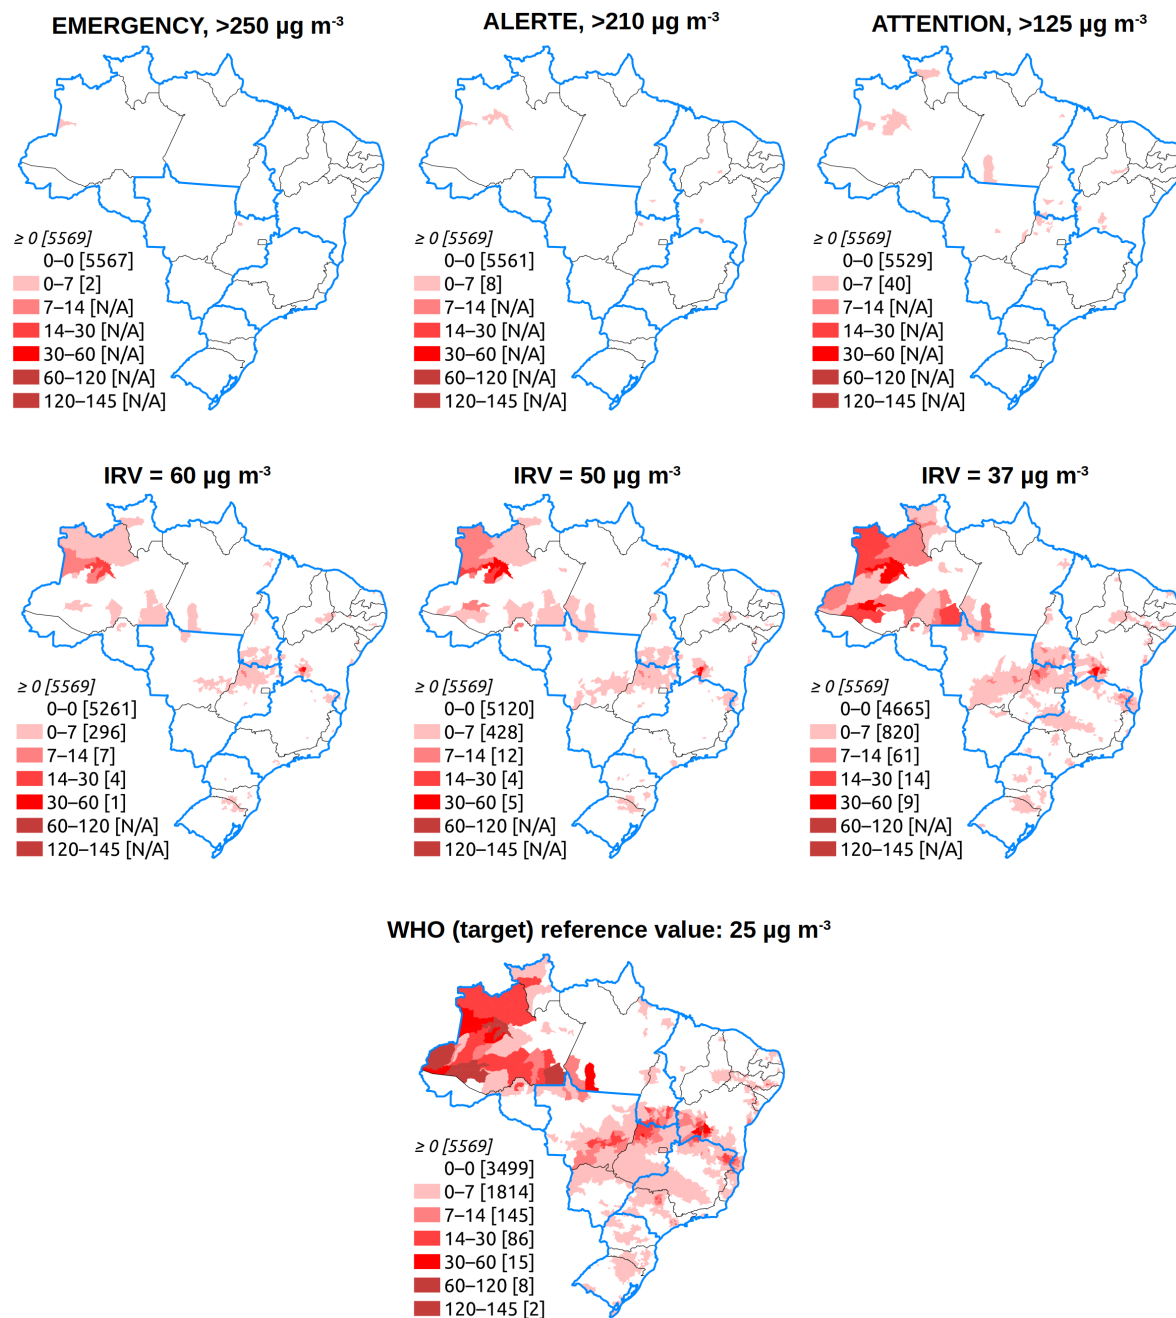 EMERGENCY, >250 µg m-3
ALERTE, >210 µg m-3
ATTENTION, >125 µg m-3
≥ 0 [5569]
0–0 [5567]
0–7 [2]
7–14 [N/A]
14–30 [N/A]
30–60 [N/A]
60–120 [N/A]
120–145 [N/A]
≥ 0 [5569]
0–0 [5561]
0–7 [8]
7–14 [N/A]
14–30 [N/A]
30–60 [N/A]
60–120 [N/A]
120–145 [N/A]
≥ 0 [5569]
0–0 [5529]
0–7 [40]
7–14 [N/A]
14–30 [N/A]
30–60 [N/A]
60–120 [N/A]
120–145 [N/A]
IRV = 60 µg m-3
IRV = 50 µg m-3
IRV = 37 µg m-3
≥ 0 [5569]
0–0 [5261]
0–7 [296]
7–14 [7]
14–30 [4]
30–60 [1]
60–120 [N/A]
120–145 [N/A]
≥ 0 [5569]
0–0 [5120]
0–7 [428]
7–14 [12]
14–30 [4]
30–60 [5]
60–120 [N/A]
120–145 [N/A]
≥ 0 [5569]
0–0 [4665]
0–7 [820]
7–14 [61]
14–30 [14]
30–60 [9]
60–120 [N/A]
120–145 [N/A]
WHO (target) reference value: 25 µg m-3
≥ 0 [5569]
0–0 [3499]
0–7 [1814]
7–14 [145]
14–30 [86]
30–60 [15]
60–120 [8]
120–145 [2]